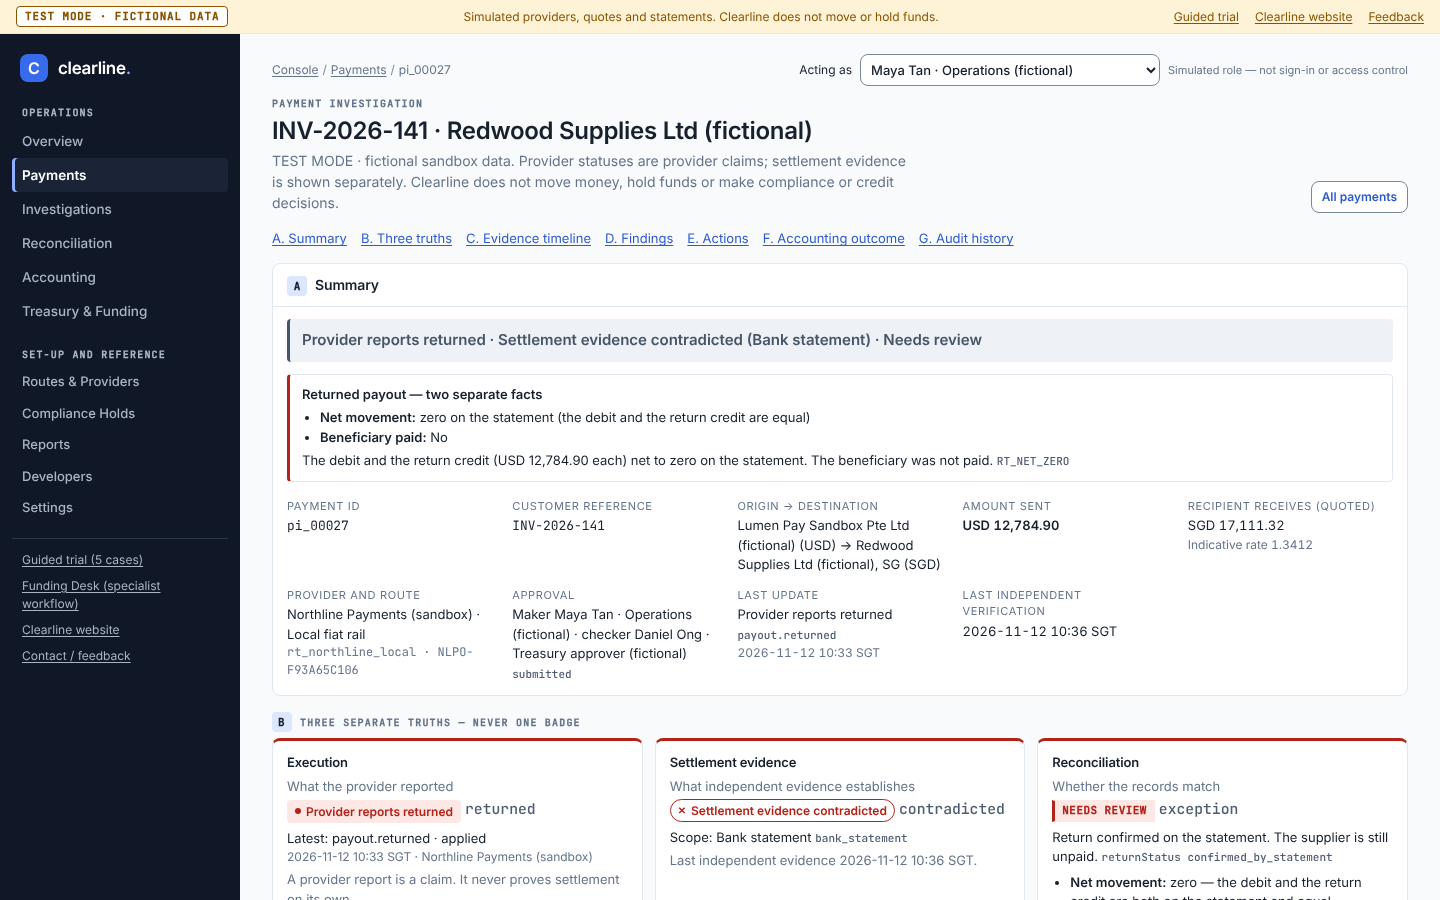 TEST MODE · FICTIONAL DATA
Simulated providers, quotes and statements. Clearline does not move or hold funds.
Guided trial
Clearline website
Feedback
C
clearline.
OPERATIONS
Overview
Payments
Investigations
Reconciliation
Accounting
Treasury & Funding
SET-UP AND REFERENCE
Routes & Providers
Compliance Holds
Reports
Developers
Settings
Guided trial (5 cases)
Funding Desk (specialist
workflow)
Clearline website
Contact / feedback
Console / Payments / pi_00027
Acting as
Maya Tan · Operations (fictional)
Simulated role — not sign-in or access control
PAYMENT INVESTIGATION
INV-2026-141 · Redwood Supplies Ltd (fictional)
TEST MODE · fictional sandbox data. Provider statuses are provider claims; settlement evidence
is shown separately. Clearline does not move money, hold funds or make compliance or credit
decisions.
All payments
A. Summary
B. Three truths
C. Evidence timeline
D. Findings
E. Actions
F. Accounting outcome
G. Audit history
A
Summary
Provider reports returned · Settlement evidence contradicted (Bank statement) · Needs review
Returned payout — two separate facts
• Net movement: zero on the statement (the debit and the return credit are equal)
• Beneficiary paid: No
The debit and the return credit (USD 12,784.90 each) net to zero on the statement. The beneficiary was not paid. RT_NET_ZERO
PAYMENT ID
pi_00027
CUSTOMER REFERENCE
INV-2026-141
ORIGIN → DESTINATION
Lumen Pay Sandbox Pte Ltd
(fictional) (USD) → Redwood
Supplies Ltd (fictional), SG (SGD)
AMOUNT SENT
USD 12,784.90
RECIPIENT RECEIVES (QUOTED)
SGD 17,111.32
Indicative rate 1.3412
PROVIDER AND ROUTE
Northline Payments (sandbox) ·
Local fiat rail
rt_northline_local · NLPO-
F93A65C106
APPROVAL
Maker Maya Tan · Operations
(fictional) · checker Daniel Ong ·
Treasury approver (fictional)
submitted
LAST UPDATE
Provider reports returned
payout.returned
2026-11-12 10:33 SGT
LAST INDEPENDENT
VERIFICATION
2026-11-12 10:36 SGT
B
THREE SEPARATE TRUTHS — NEVER ONE BADGE
Execution
What the provider reported
Provider reports returned returned
Latest: payout.returned · applied
2026-11-12 10:33 SGT · Northline Payments (sandbox)
A provider report is a claim. It never proves settlement
on its own.
Settlement evidence
What independent evidence establishes
× Settlement evidence contradicted contradicted
Scope: Bank statement bank_statement
Last independent evidence 2026-11-12 10:36 SGT.
Reconciliation
Whether the records match
NEEDS REVIEW exception
Return confirmed on the statement. The supplier is still
unpaid. returnStatus confirmed_by_statement
• Net movement: zero — the debit and the return
credit are both on the statement and equal.